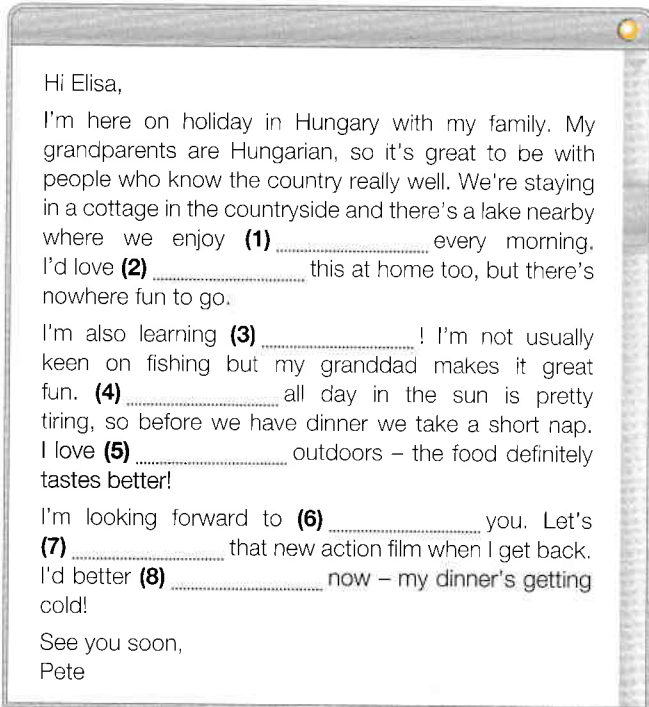 Hi Elisa,
I'm here on holiday in Hungary with my family. My
grandparents are Hungarian, so it's great to be with
people who know the country really well. We're staying
in a cottage in the countryside and there's a lake nearby
where we enjoy (1) ______ every morning.
I'd love (2) ______ this at home too, but there's
nowhere fun to go.
I'm also learning (3) ______ ! I'm not usually
keen on fishing but my granddad makes it great
fun. (4) ______ all day in the sun is pretty
tiring, so before we have dinner we take a short nap.
I love (5) ______ outdoors – the food definitely
tastes better!
I'm looking forward to (6) ______ you. Let's
(7) ______ that new action film when I get back.
I'd better (8) ______ now – my dinner's getting
cold!
See you soon,
Pete